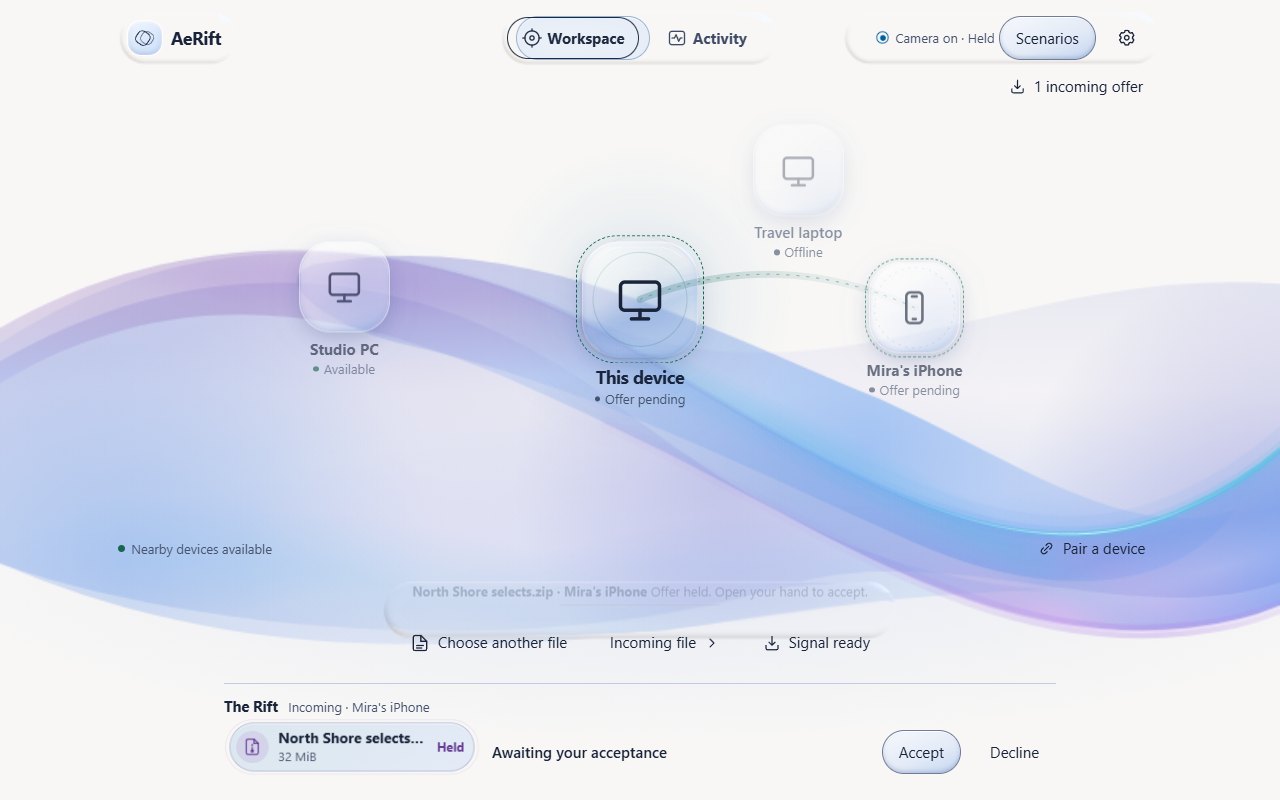 AeRift
Workspace
Activity
Camera on · Held
Scenarios
1 incoming offer
Travel laptop
Offline
Studio PC
Available
This device
Offer pending
Mira's iPhone
Offer pending
Nearby devices available
Pair a device
North Shore selects.zip · Mira's iPhone Offer held. Open your hand to accept.
Choose another file
Incoming file
Signal ready
The Rift Incoming · Mira's iPhone
North Shore selects...
32 MiB
Held
Awaiting your acceptance
Accept
Decline